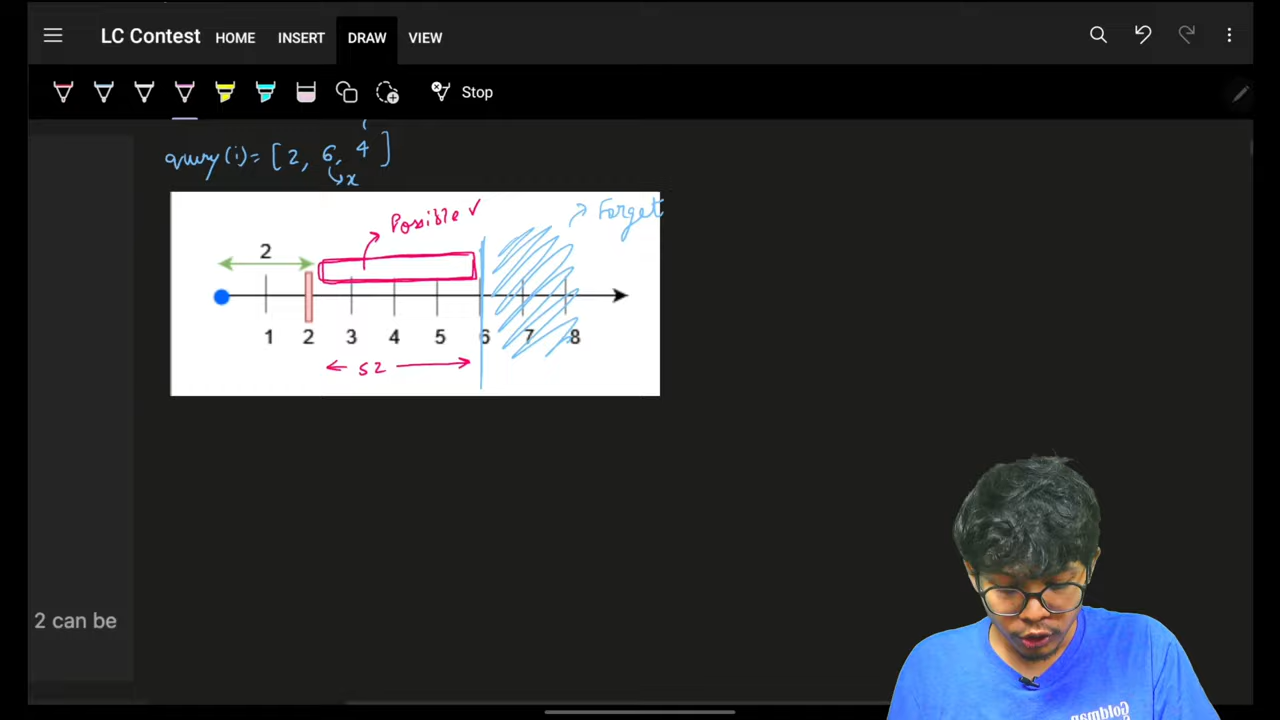 LC Contest HOME INSERT DRAW VIEW
Stop
query(i)= [2, 6, 4]
x
Possible ✓
Forget
2
1 2 3 4 5 6 7 8
sz
2 can be
Goldman